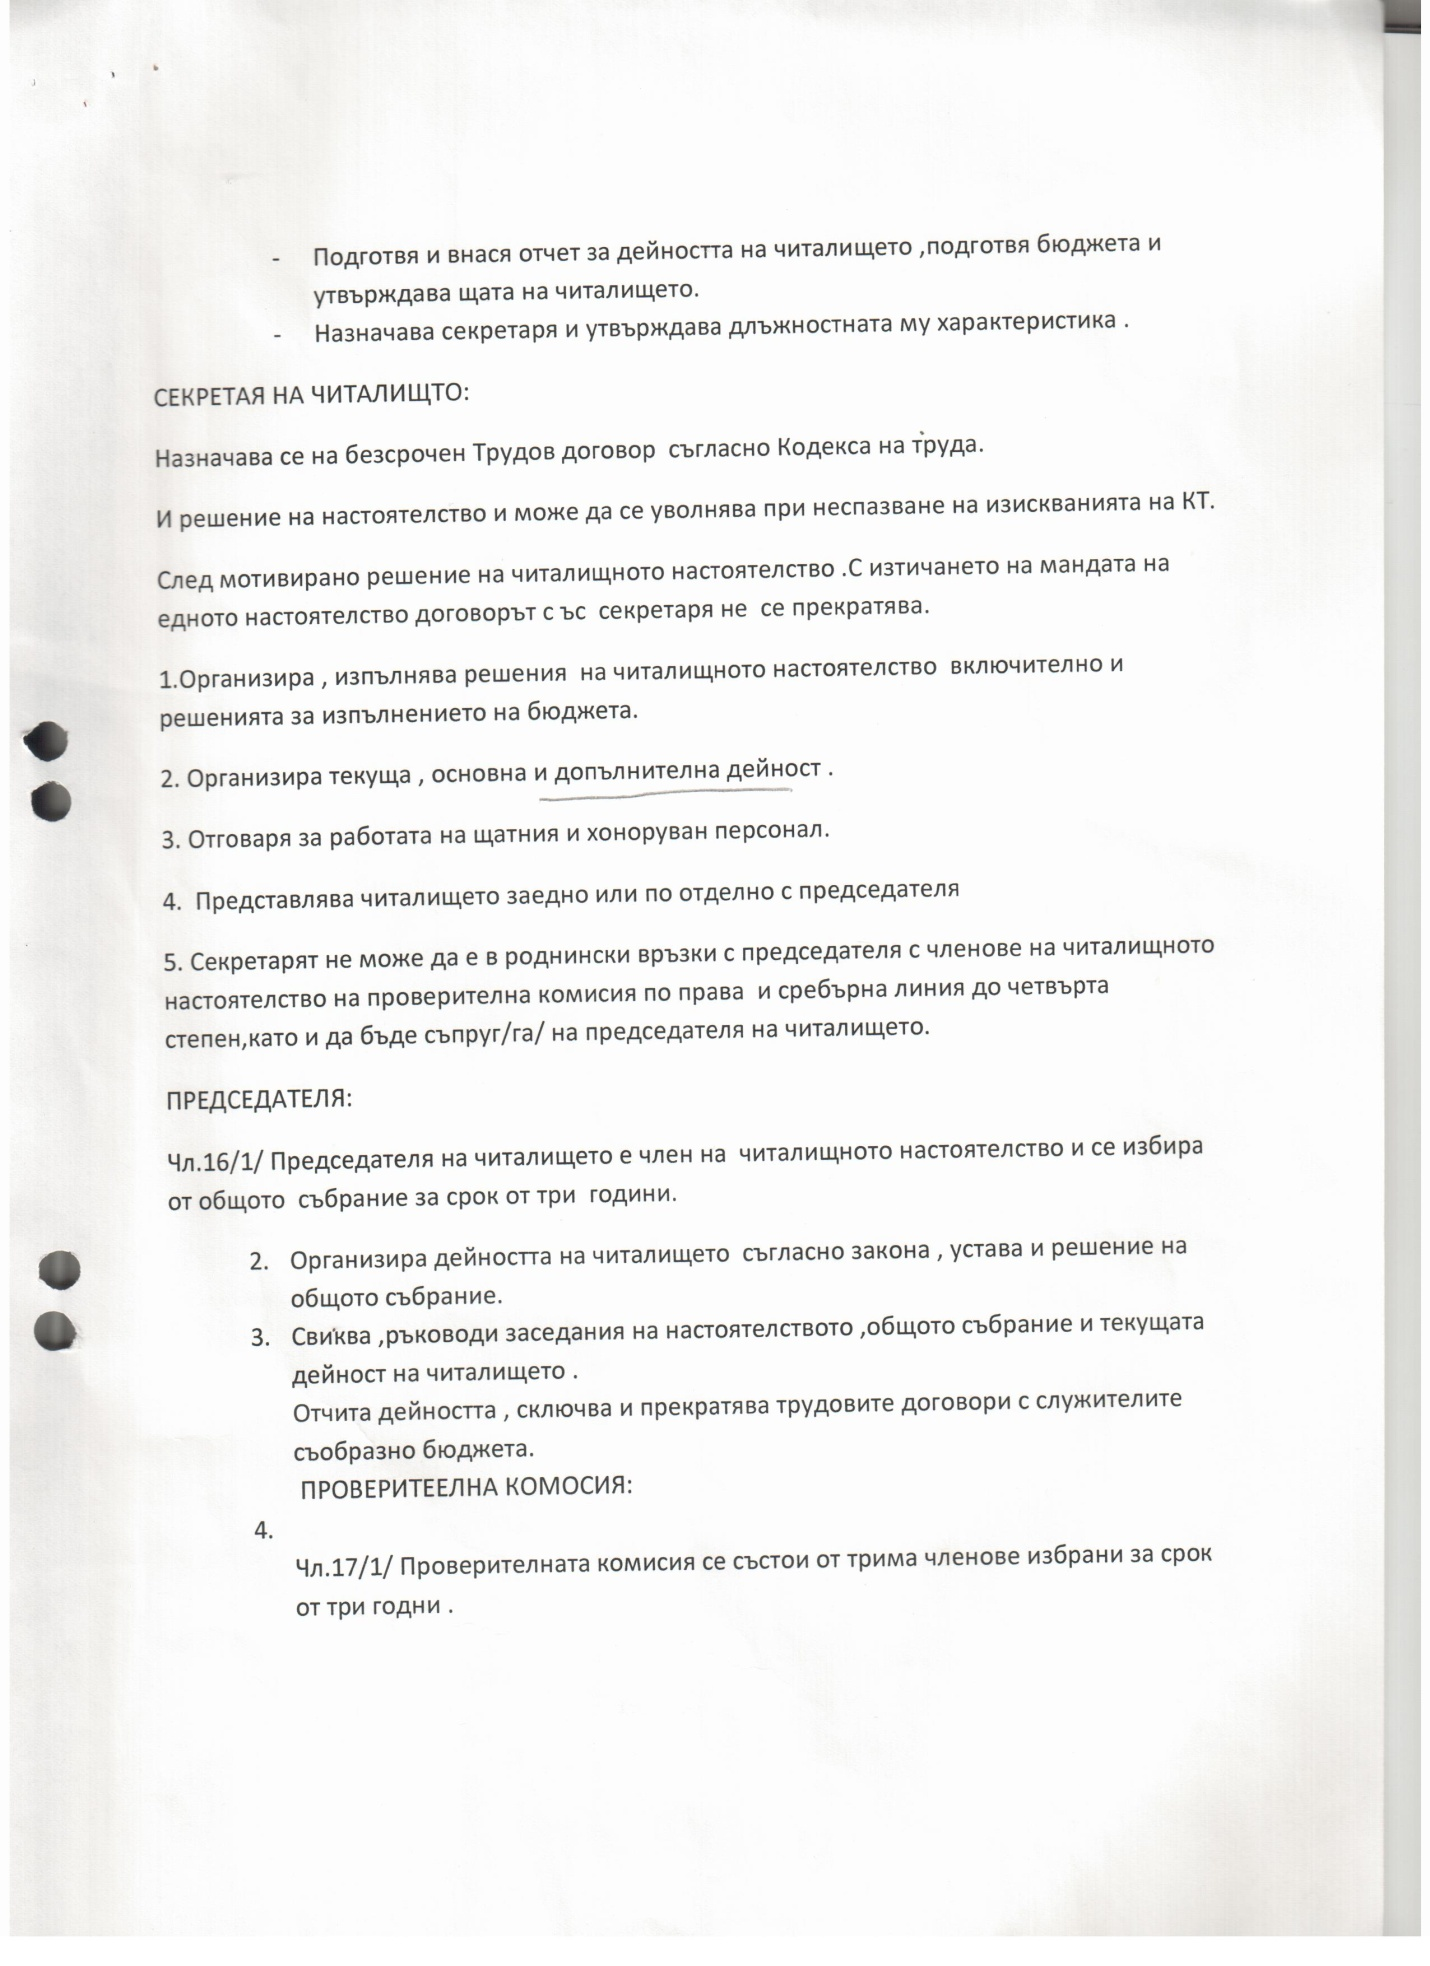 - Подготвя и внася отчет за дейността на читалището ,подготвя бюджета и
утвърждава щата на читалището.
- Назначава секретаря и утвърждава длъжностната му характеристика .
СЕКРЕТАЯ НА ЧИТАЛИЩТО:
Назначава се на безсрочен Трудов договор  съгласно Кодекса на труда.
И решение на настоятелство и може да се уволнява при неспазване на изискванията на КТ.
След мотивирано решение на читалищното настоятелство .С изтичането на мандата на
едното настоятелство договорът с ъс  секретаря не  се прекратява.
1.Организира , изпълнява решения  на читалищното настоятелство  включително и
решенията за изпълнението на бюджета.
2. Организира текуща , основна и допълнителна дейност .
3. Отговаря за работата на щатния и хоноруван персонал.
4.  Представлява читалището заедно или по отделно с председателя
5. Секретарят не може да е в роднински връзки с председателя с членове на читалищното
настоятелство на проверителна комисия по права  и сребърна линия до четвърта
степен,като и да бъде съпруг/га/ на председателя на читалището.
ПРЕДСЕДАТЕЛЯ:
Чл.16/1/ Председателя на читалището е член на  читалищното настоятелство и се избира
от общото  събрание за срок от три  години.
2. Организира дейността на читалището  съгласно закона , устава и решение на
общото събрание.
3. Свиква ,ръководи заседания на настоятелството ,общото събрание и текущата
дейност на читалището .
Отчита дейността , сключва и прекратява трудовите договори с служителите
съобразно бюджета.
ПРОВЕРИТЕЕЛНА КОМОСИЯ:
4.
Чл.17/1/ Проверителната комисия се състои от трима членове избрани за срок
от три годни .